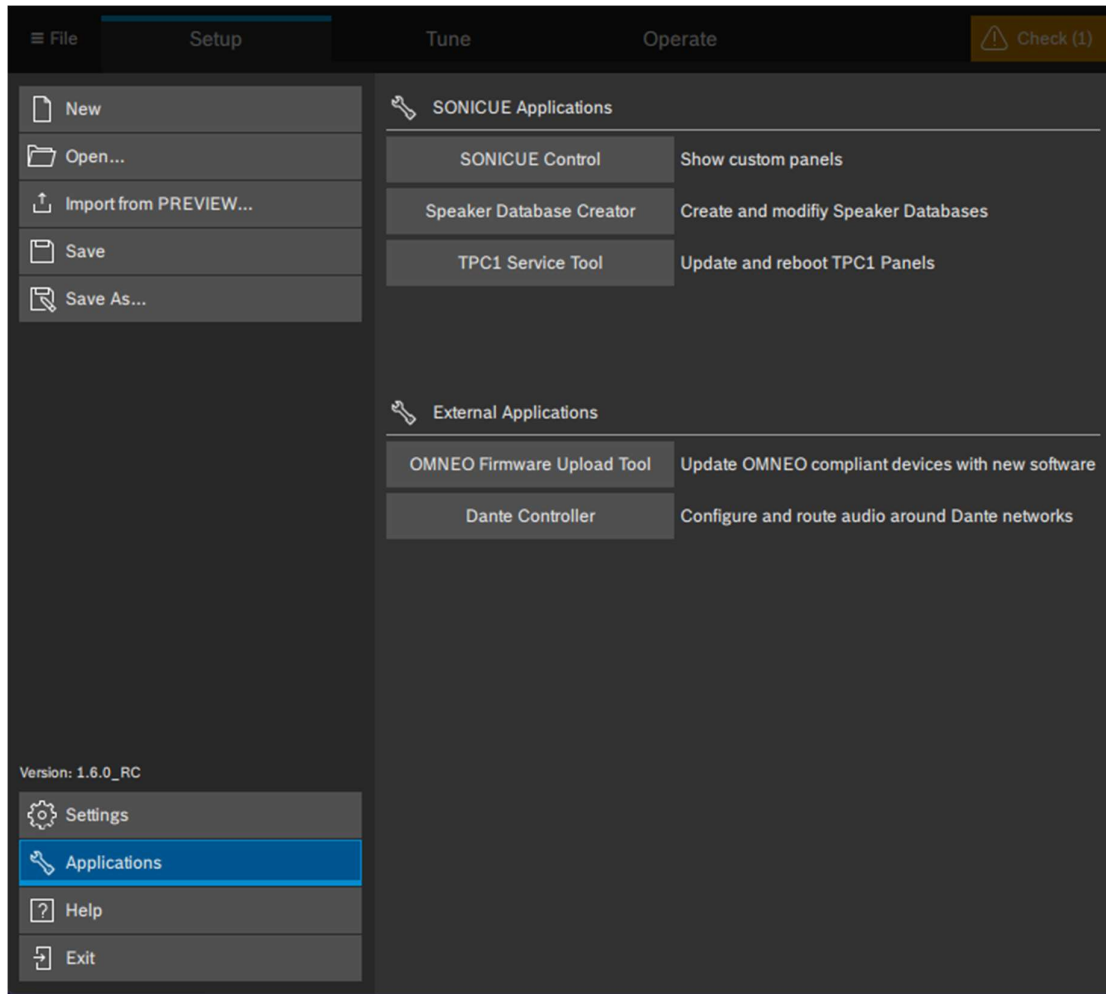 File
Setup
Tune
Operate
Check (1)
New
Open...
Import from PREVIEW...
Save
Save As...
Version: 1.6.0_RC
Settings
Applications
Help
Exit
SONICUE Applications
SONICUE Control Show custom panels
Speaker Database Creator Create and modifiy Speaker Databases
TPC1 Service Tool Update and reboot TPC1 Panels
External Applications
OMNEO Firmware Upload Tool Update OMNEO compliant devices with new software
Dante Controller Configure and route audio around Dante networks